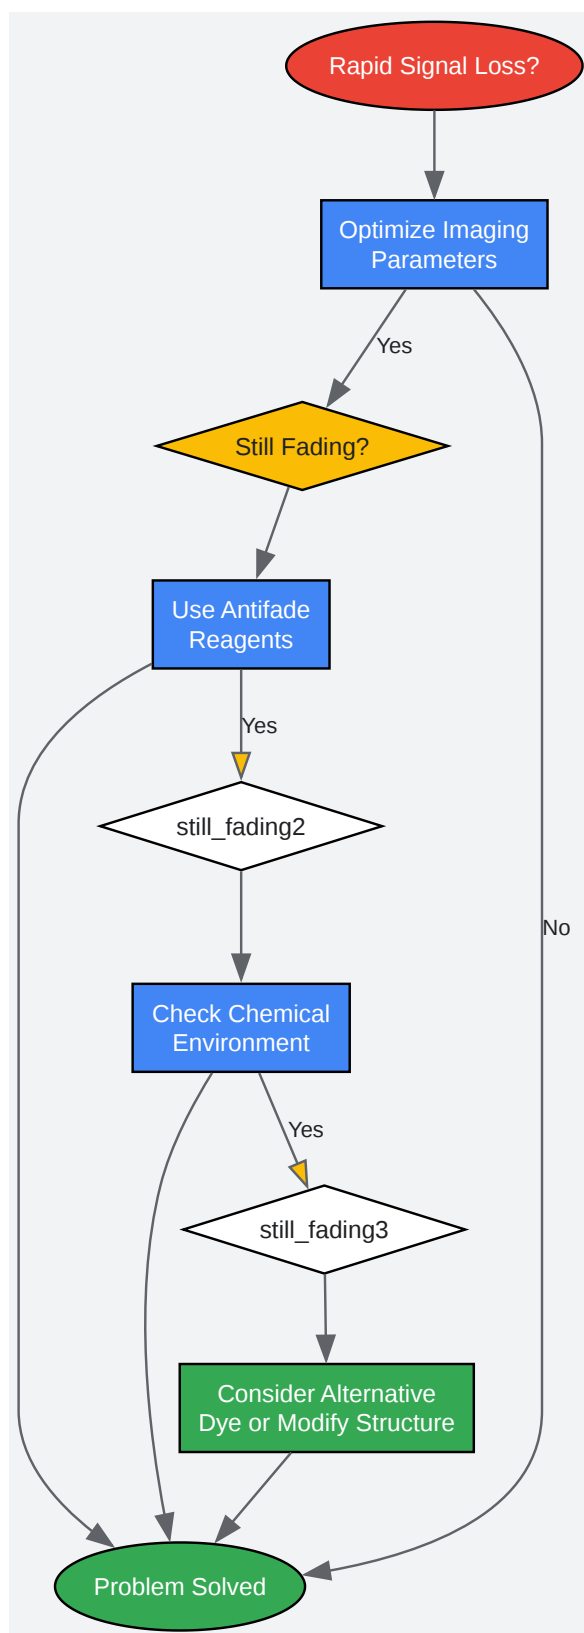 Rapid Signal Loss?
Optimize Imaging
Parameters
Yes
Still Fading?
Use Antifade
Reagents
Yes
still_fading2
No
Check Chemical
Environment
Yes
still_fading3
Consider Alternative
Dye or Modify Structure
Problem Solved